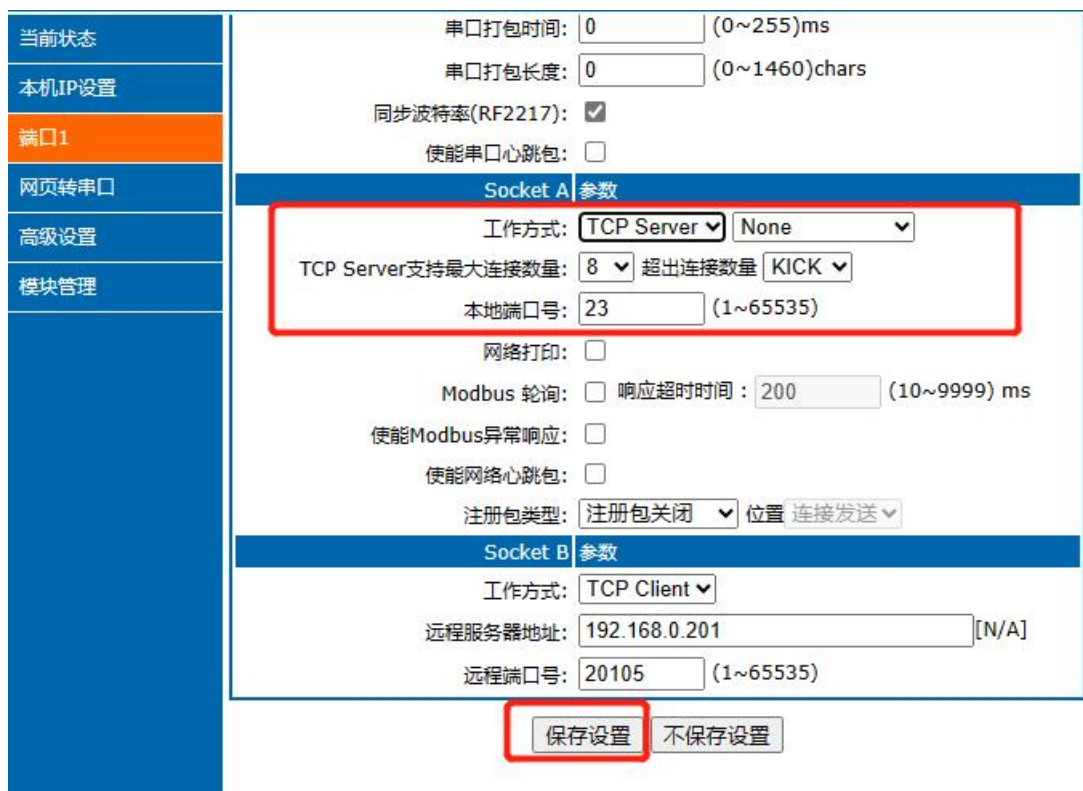 当前状态
本机IP设置
端口1
网页转串口
高级设置
模块管理
串口打包时间: 0 (0~255)ms
串口打包长度: 0 (0~1460)chars
同步波特率(RF2217):
使能串口心跳包:
Socket A 参数
工作方式: TCP Server None
TCP Server支持最大连接数量: 8 超出连接数量 KICK
本地端口号: 23 (1~65535)
网络打印:
Modbus 轮询: 响应超时时间 : 200 (10~9999) ms
使能Modbus异常响应:
使能网络心跳包:
注册包类型: 注册包关闭 位置 连接发送
Socket B 参数
工作方式: TCP Client
远程服务器地址: 192.168.0.201 [N/A]
远程端口号: 20105 (1~65535)
保存设置 不保存设置